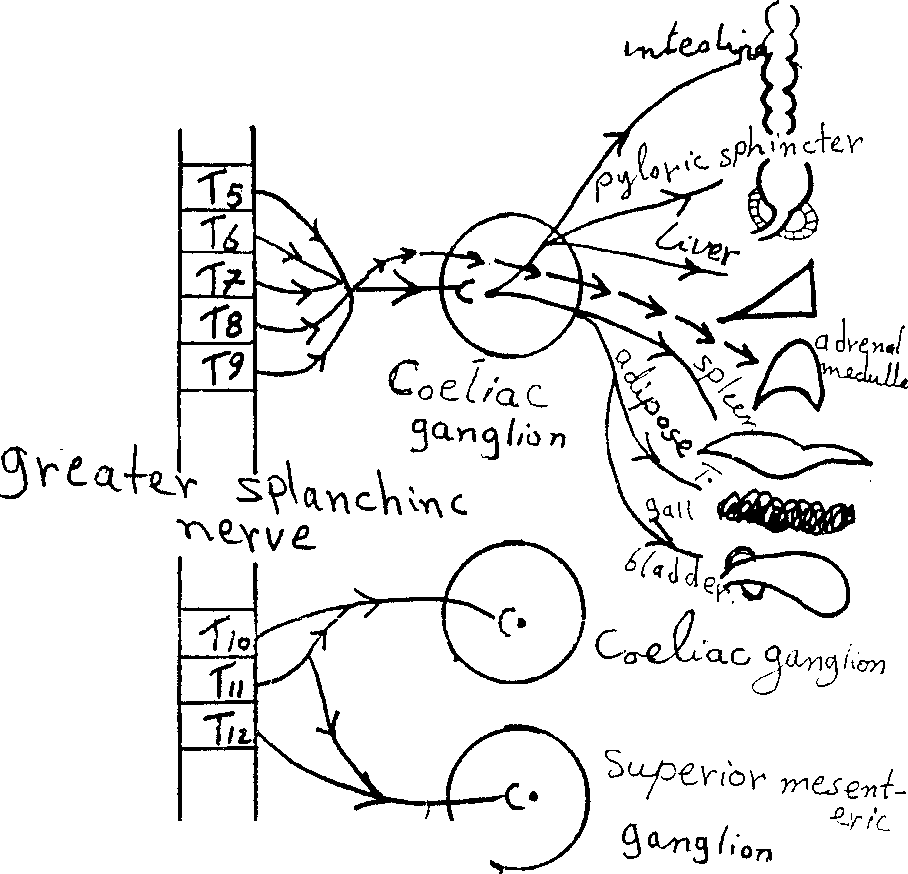 intestine
pyloric sphincter
T5
T6
Liver
T7
T8
T9
adrenal
medulla
spleen
adipose T.
Coeliac
ganglion
greater splanchinc
nerve
gall
bladder.
T10
T11
T12
Coeliac ganglion
Superior mesent-
eric
ganglion